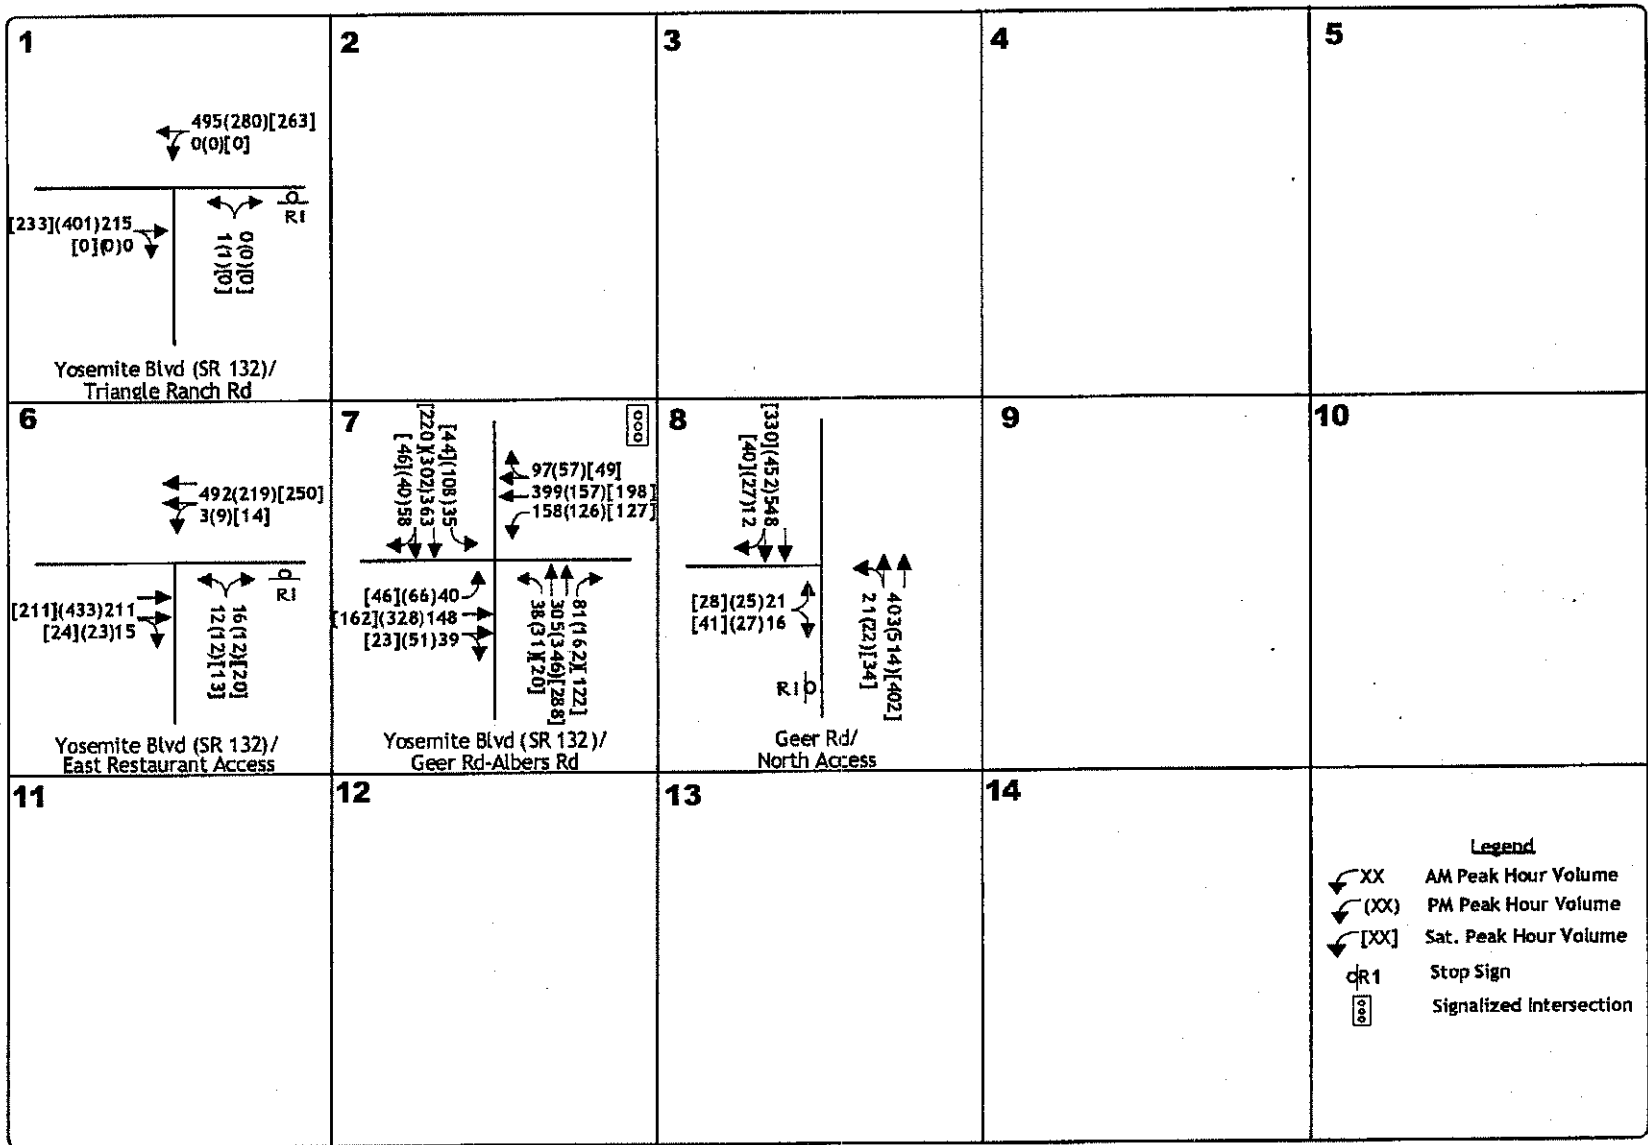 1
495(280)[263]
0(0)[0]
R1
[233](401)215
[0](0)0
0(0)[0]
1(1)[0]
Yosemite Blvd (SR 132)/
Triangle Ranch Rd
2
3
4
5
6
492(219)[250]
3(9)[14]
R1
[211](433)211
[24](23)15
16(12)[20]
12(12)[13]
Yosemite Blvd (SR 132)/
East Restaurant Access
7
[44](108)35
[220](302)363
[46](40)58
97(57)[49]
399(157)[198]
158(126)[127]
[46](66)40
[162](328)148
[23](51)39
81(162)[122]
305(346)[288]
38(31)[20]
Yosemite Blvd (SR 132)/
Geer Rd-Albers Rd
8
[330](452)548
[40](27)12
[28](25)21
[41](27)16
R1
403(514)[402]
21(22)[34]
Geer Rd/
North Access
9
10
11
12
13
14
Legend
XX AM Peak Hour Volume
(XX) PM Peak Hour Volume
[XX] Sat. Peak Hour Volume
R1 Stop Sign
Signalized Intersection